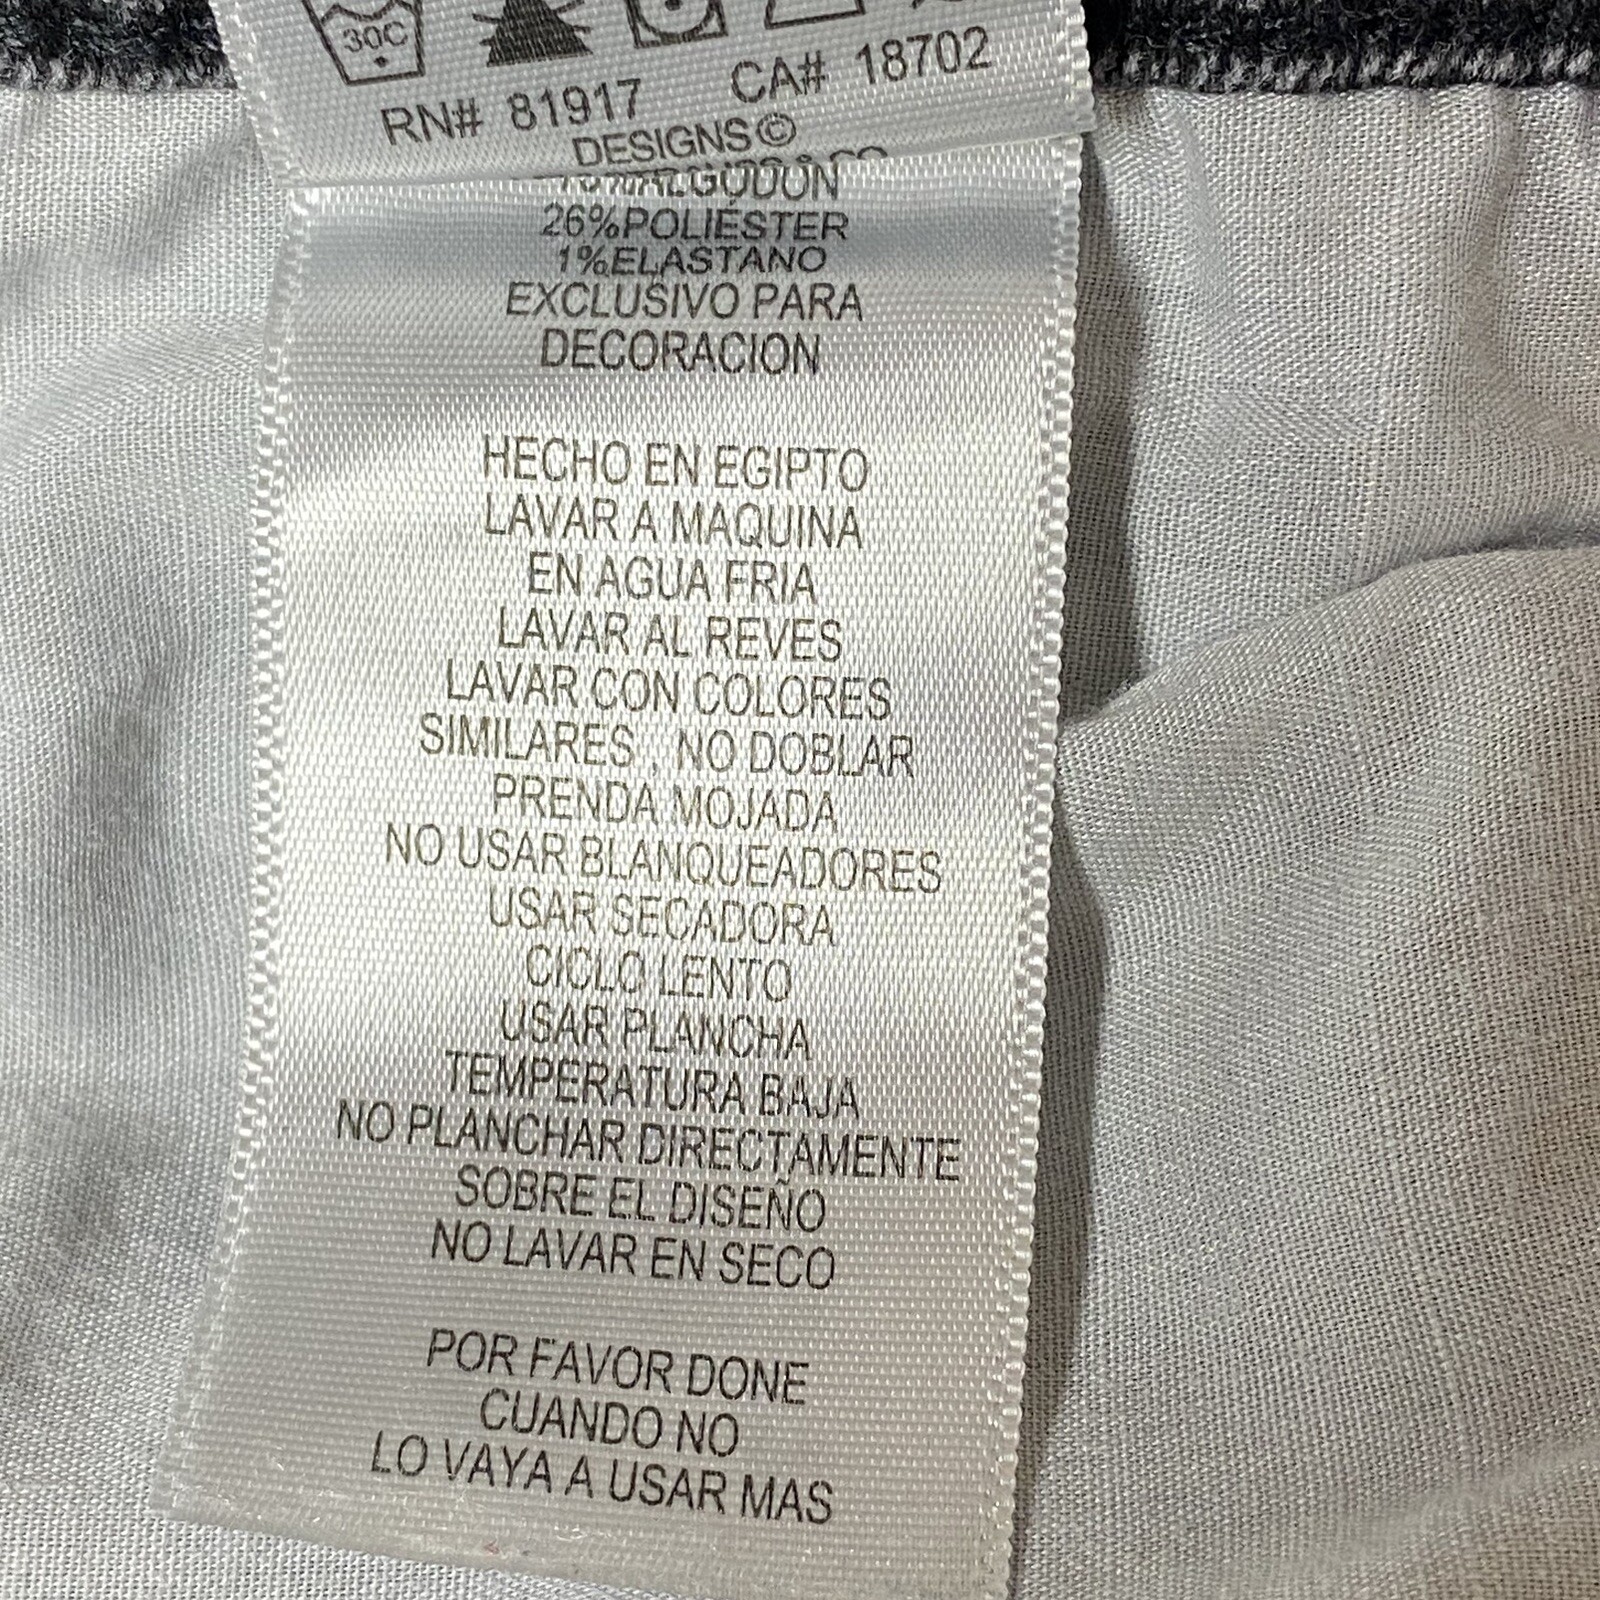 30C
RN# 81917 CA# 18702
DESIGNS©
ALGODÓN
26%POLIÉSTER
1%ELASTANO
EXCLUSIVO PARA
DECORACION
HECHO EN EGIPTO
LAVAR A MAQUINA
EN AGUA FRIA
LAVAR AL REVES
LAVAR CON COLORES
SIMILARES , NO DOBLAR
PRENDA MOJADA
NO USAR BLANQUEADORES
USAR SECADORA
CICLO LENTO
USAR PLANCHA
TEMPERATURA BAJA
NO PLANCHAR DIRECTAMENTE
SOBRE EL DISEÑO
NO LAVAR EN SECO
POR FAVOR DONE
CUANDO NO
LO VAYA A USAR MAS